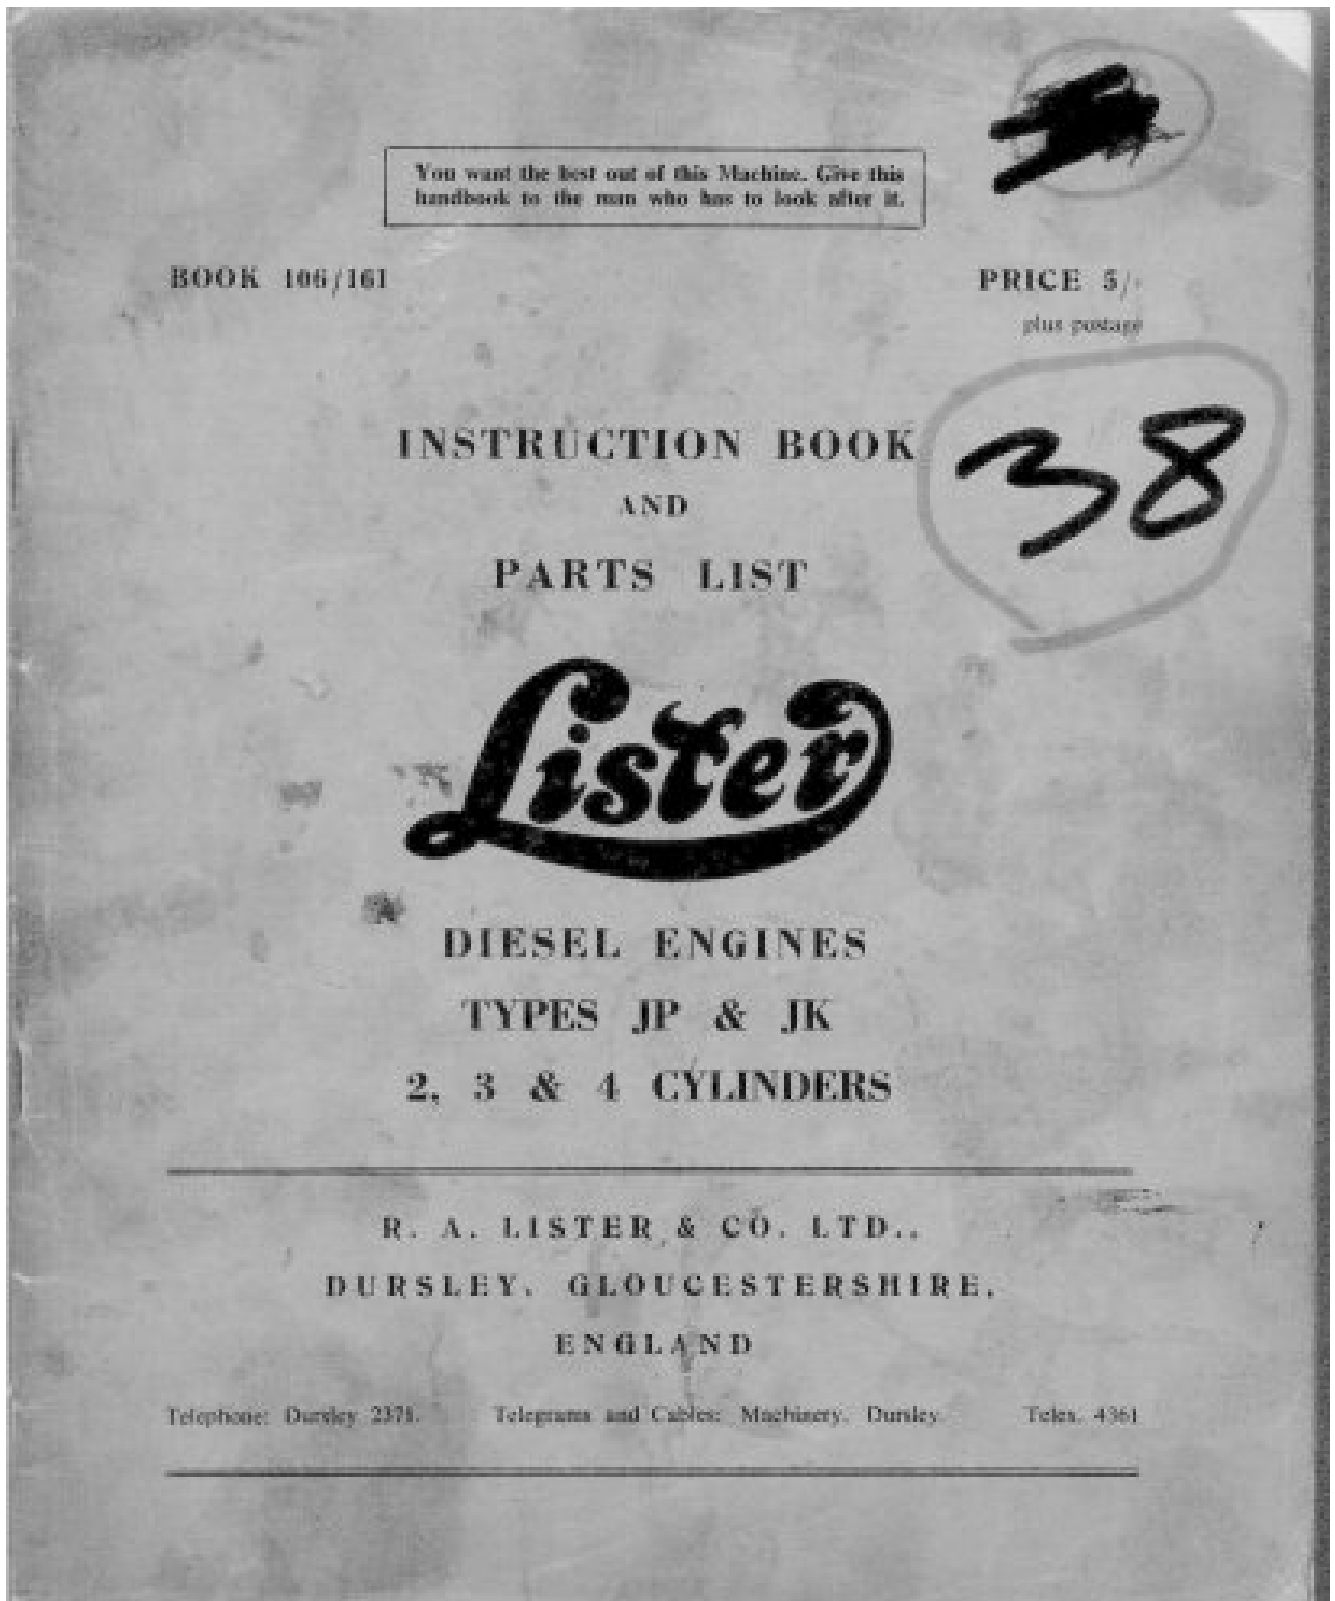 You want the best out of this Machine. Give this
handbook to the man who has to look after it.
BOOK 106/161
PRICE 5/-
plus postage
38
INSTRUCTION BOOK
AND
PARTS LIST
Lister
DIESEL ENGINES
TYPES JP & JK
2, 3 & 4 CYLINDERS
R. A. LISTER & CO. LTD.,
DURSLEY, GLOUCESTERSHIRE,
ENGLAND
Telephone: Dursley 2371. Telegrams and Cables: Machinery, Dursley. Telex. 4361